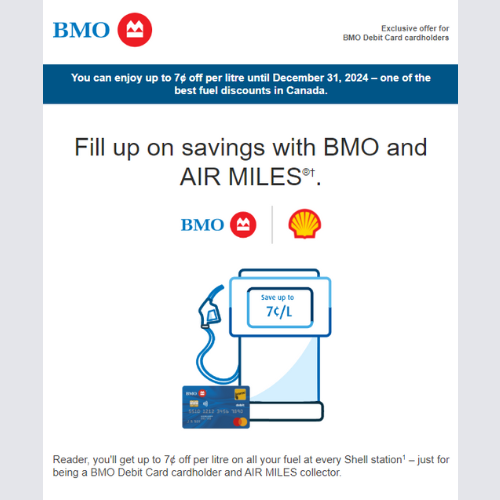 BMO
Exclusive offer for
BMO Debit Card cardholders
You can enjoy up to 7¢ off per litre until December 31, 2024 – one of the
best fuel discounts in Canada.
Fill up on savings with BMO and
AIR MILES®†.
BMO
Save up to
7¢/L
BMO
Reader, you'll get up to 7¢ off per litre on all your fuel at every Shell station¹ – just for
being a BMO Debit Card cardholder and AIR MILES collector.